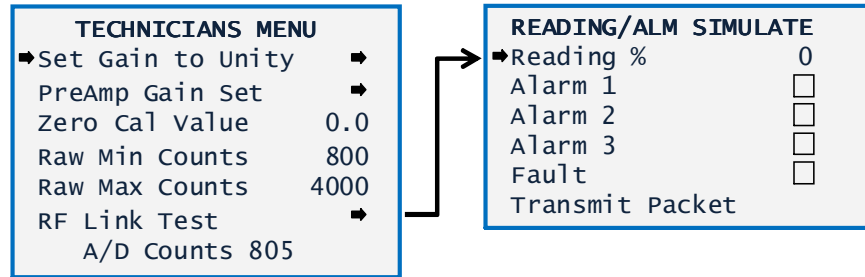 TECHNICIANS MENU
➡Set Gain to Unity ➡
PreAmp Gain Set ➡
Zero Cal Value 0.0
Raw Min Counts 800
Raw Max Counts 4000
RF Link Test ➡
A/D Counts 805
READING/ALM SIMULATE
➡Reading % 0
Alarm 1 ☐
Alarm 2 ☐
Alarm 3 ☐
Fault ☐
Transmit Packet